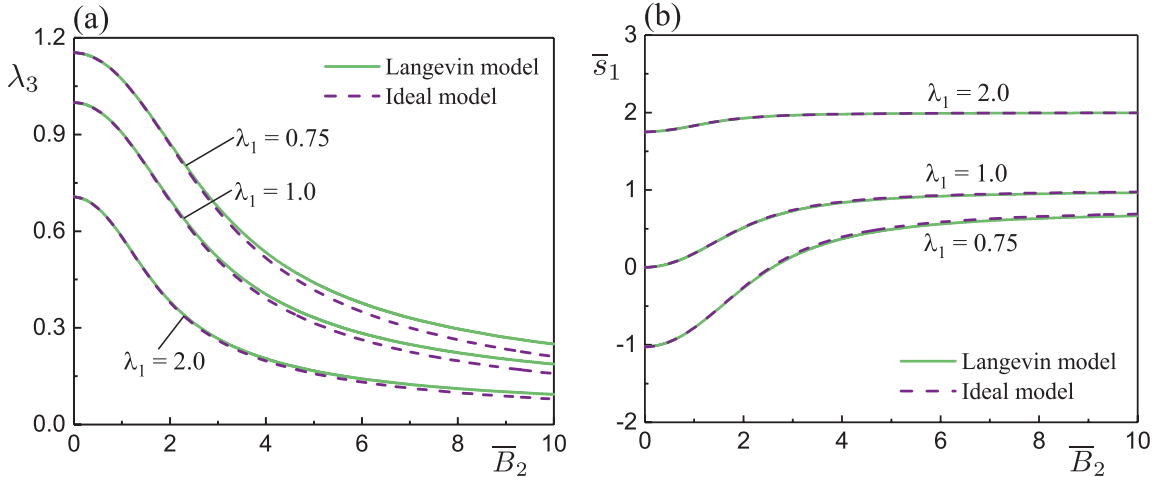 (a)
1.2
0.9
0.6
0.3
0.0
λ₃
Langevin model
Ideal model
λ₁ = 0.75
λ₁ = 1.0
λ₁ = 2.0
0 2 4 6 8 10
B̅₂
(b)
3
2
1
0
-1
-2
s̅₁
λ₁ = 2.0
λ₁ = 1.0
λ₁ = 0.75
Langevin model
Ideal model
0 2 4 6 8 10
B̅₂